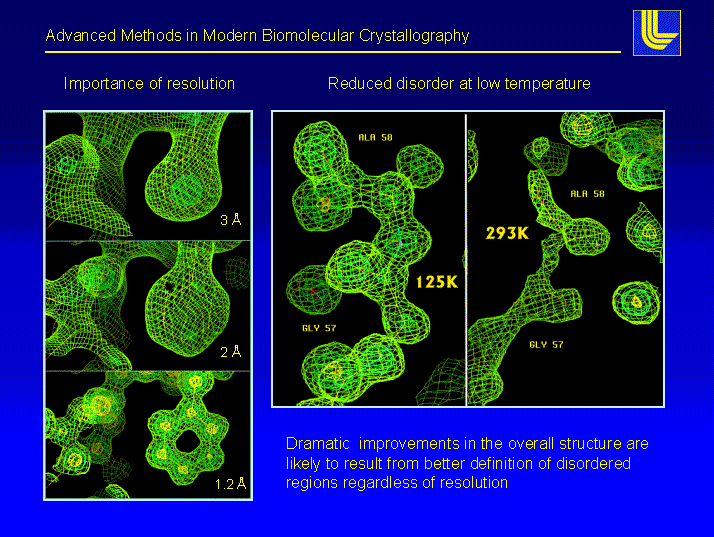 Advanced Methods in Modern Biomolecular Crystallography
Importance of resolution
Reduced disorder at low temperature
3 Å
2 Å
1.2 Å
ALA 58
125K
GLY 57
ALA 58
293K
GLY 57
Dramatic improvements in the overall structure are
likely to result from better definition of disordered
regions regardless of resolution